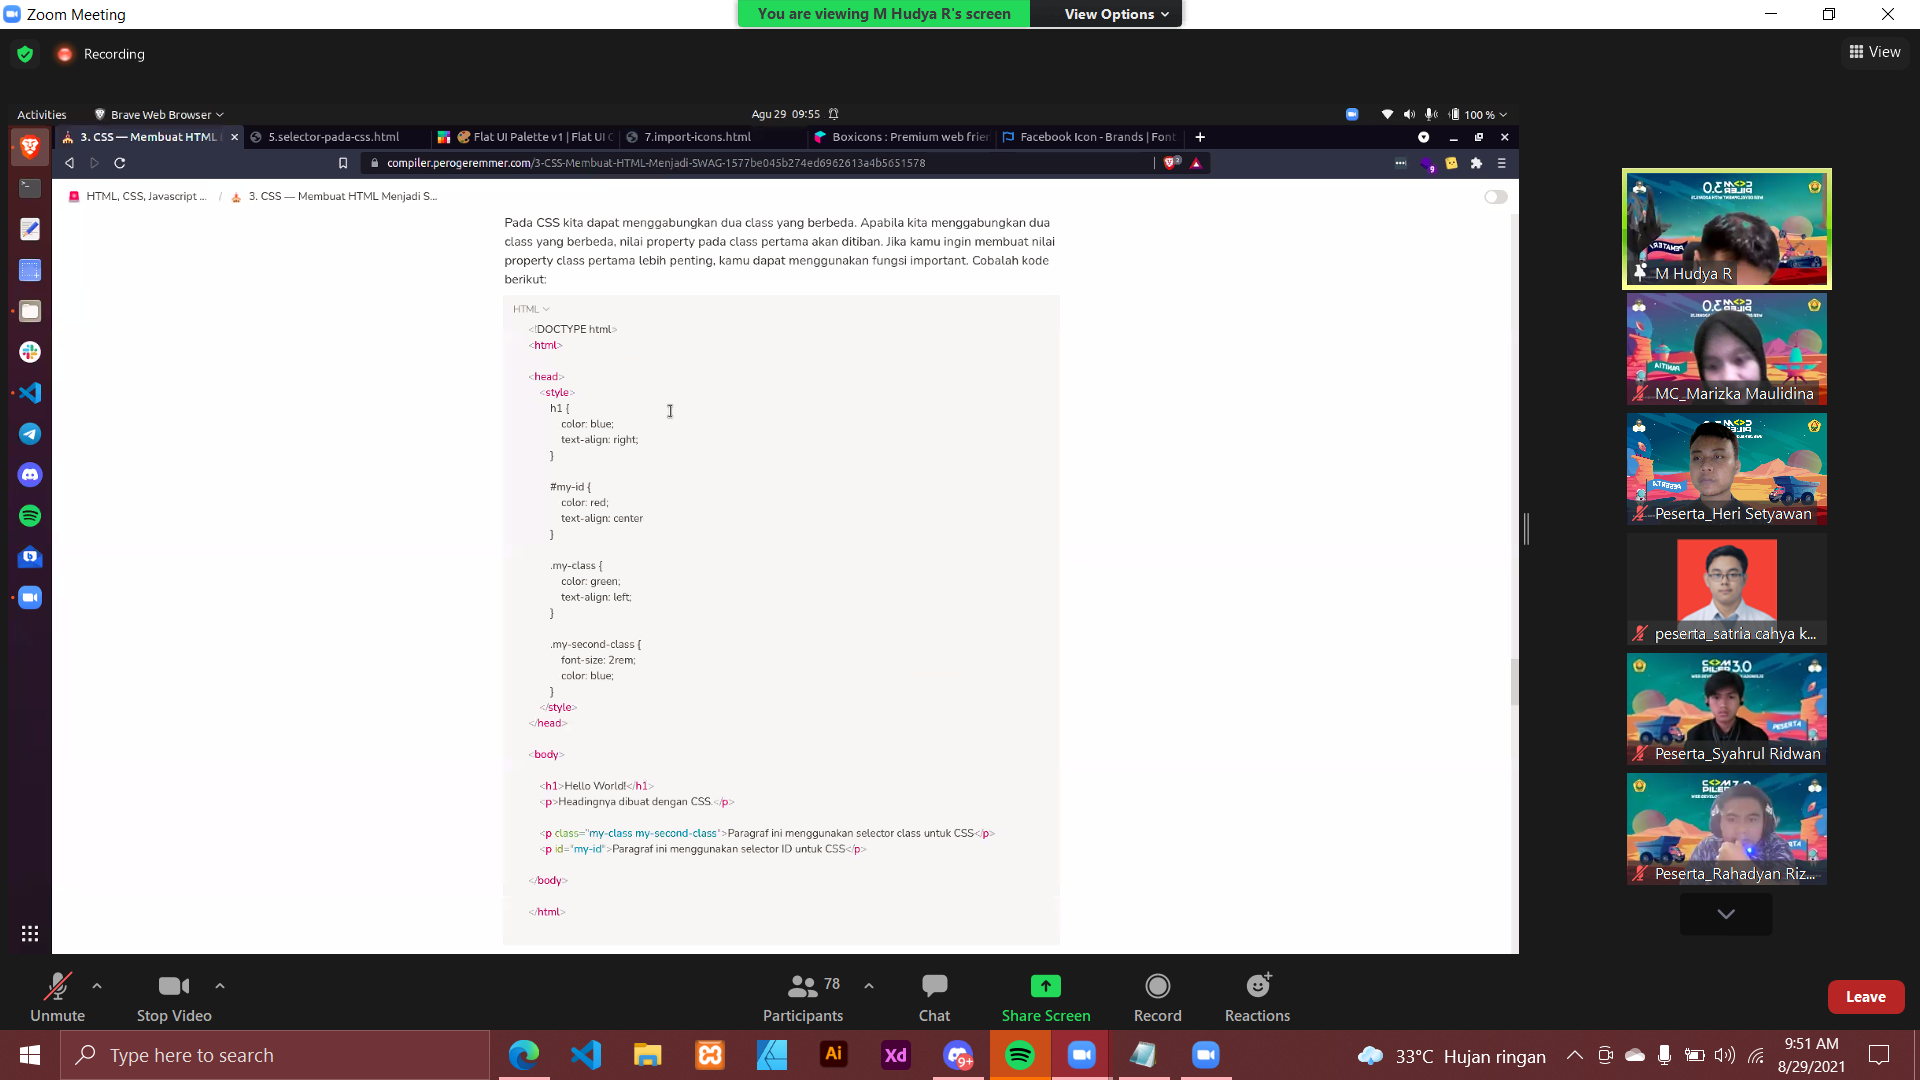 Zoom Meeting
You are viewing M Hudya R's screen
View Options
Recording
View
Activities
Brave Web Browser
Agu 29 09:55
100 %
3. CSS — Membuat HTML
5.selector-pada-css.html
Flat UI Palette v1 | Flat UI
7.import-icons.html
Boxicons : Premium web frien
Facebook Icon - Brands | Font
compiler.perogeremmer.com/3-CSS-Membuat-HTML-Menjadi-SWAG-1577be045b274ed6962613a4b5651578
HTML, CSS, Javascript ...
/
3. CSS — Membuat HTML Menjadi S...
Pada CSS kita dapat menggabungkan dua class yang berbeda. Apabila kita menggabungkan dua
class yang berbeda, nilai property pada class pertama akan ditiban. Jika kamu ingin membuat nilai
property class pertama lebih penting, kamu dapat menggunakan fungsi important. Cobalah kode
berikut:
HTML
<!DOCTYPE html>
<html>
<head>
<style>
h1 {
color: blue;
text-align: right;
}
#my-id {
color: red;
text-align: center
}
.my-class {
color: green;
text-align: left;
}
.my-second-class {
font-size: 2rem;
color: blue;
}
</style>
</head>
<body>
<h1>Hello World!</h1>
<p>Headingnya dibuat dengan CSS.</p>
<p class="my-class my-second-class">Paragraf ini menggunakan selector class untuk CSS</p>
<p id="my-id">Paragraf ini menggunakan selector ID untuk CSS</p>
</body>
</html>
M Hudya R
MC_Marizka Maulidina
Peserta_Heri Setyawan
peserta_satria cahya k...
Peserta_Syahrul Ridwan
Peserta_Rahadyan Riz...
Unmute
Stop Video
78
Participants
Chat
Share Screen
Record
Reactions
Leave
Type here to search
Ai
Xd
9+
33°C Hujan ringan
9:51 AM
8/29/2021